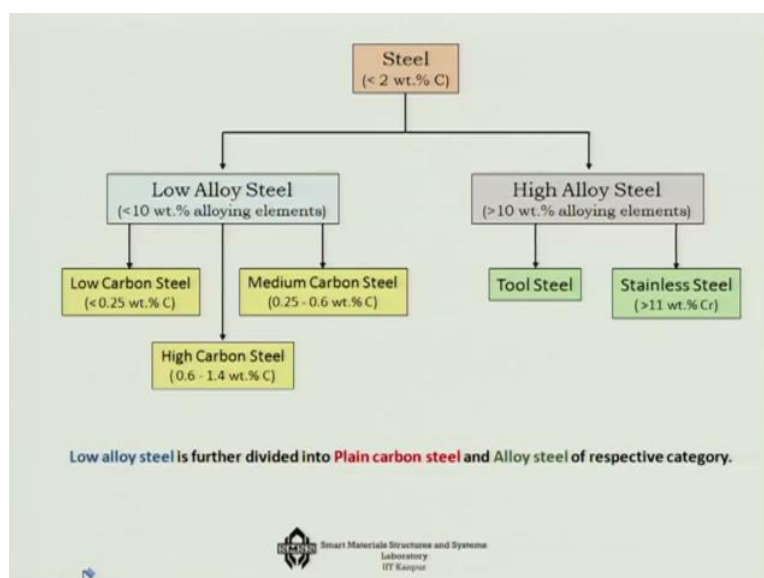 Steel
(< 2 wt.% C)
Low Alloy Steel
(<10 wt.% alloying elements)
High Alloy Steel
(>10 wt.% alloying elements)
Low Carbon Steel
(<0.25 wt.% C)
Medium Carbon Steel
(0.25 - 0.6 wt.% C)
Tool Steel
Stainless Steel
(>11 wt.% Cr)
High Carbon Steel
(0.6 - 1.4 wt.% C)
Low alloy steel is further divided into Plain carbon steel and Alloy steel of respective category.
Smart Materials Structures and Systems
Laboratory
IIT Kanpur